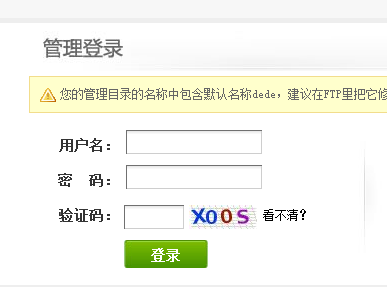 管理登录
您的管理目录的名称中包含默认名称dede，建议在FTP里把它修
用户名：
密　码：
验证码： X00S 看不清？
登录